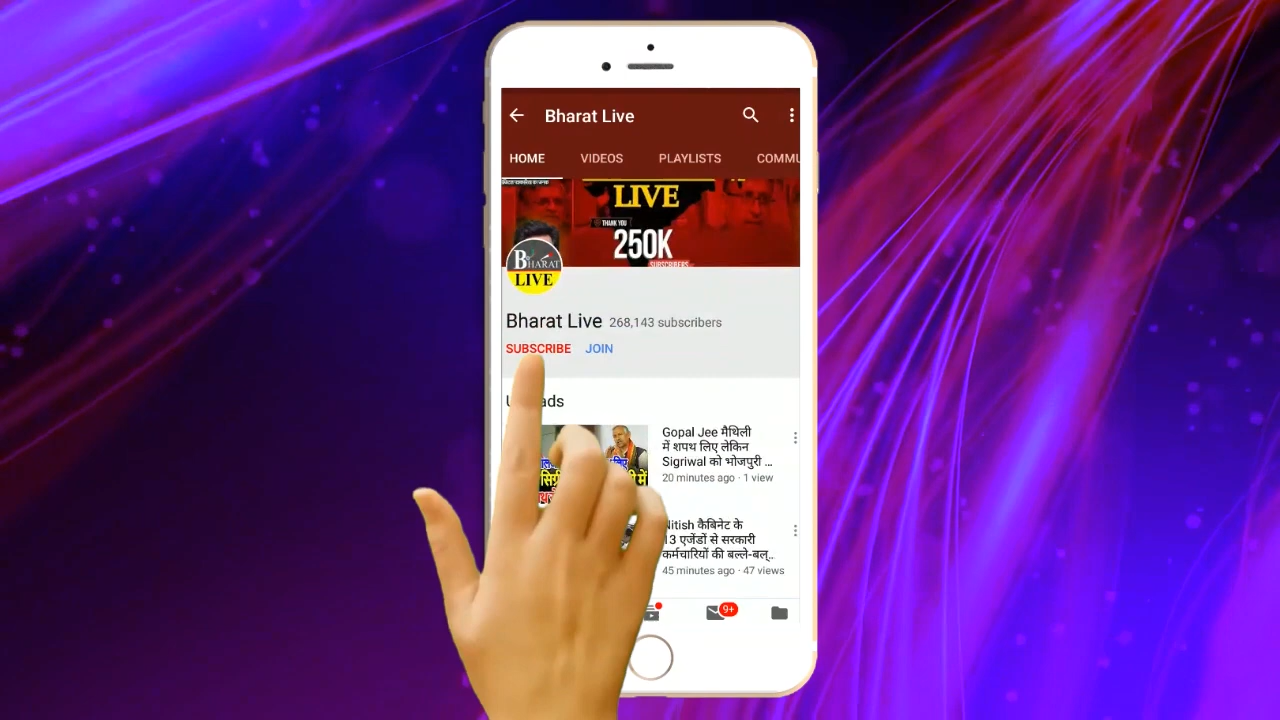 Bharat Live
HOME VIDEOS PLAYLISTS COMMU
LIVE
THANK YOU
250K
SUBSCRIBERS
BHARAT
LIVE
Bharat Live 268,143 subscribers
SUBSCRIBE JOIN
ads
Gopal Jee मैथिली
में शपथ लिए लेकिन
Sigriwal को भोजपुरी ...
20 minutes ago · 1 view
Nitish कैबिनेट के
13 एजेंडों से सरकारी
कर्मचारियों की बल्ले-बल्..
45 minutes ago · 47 views
9+